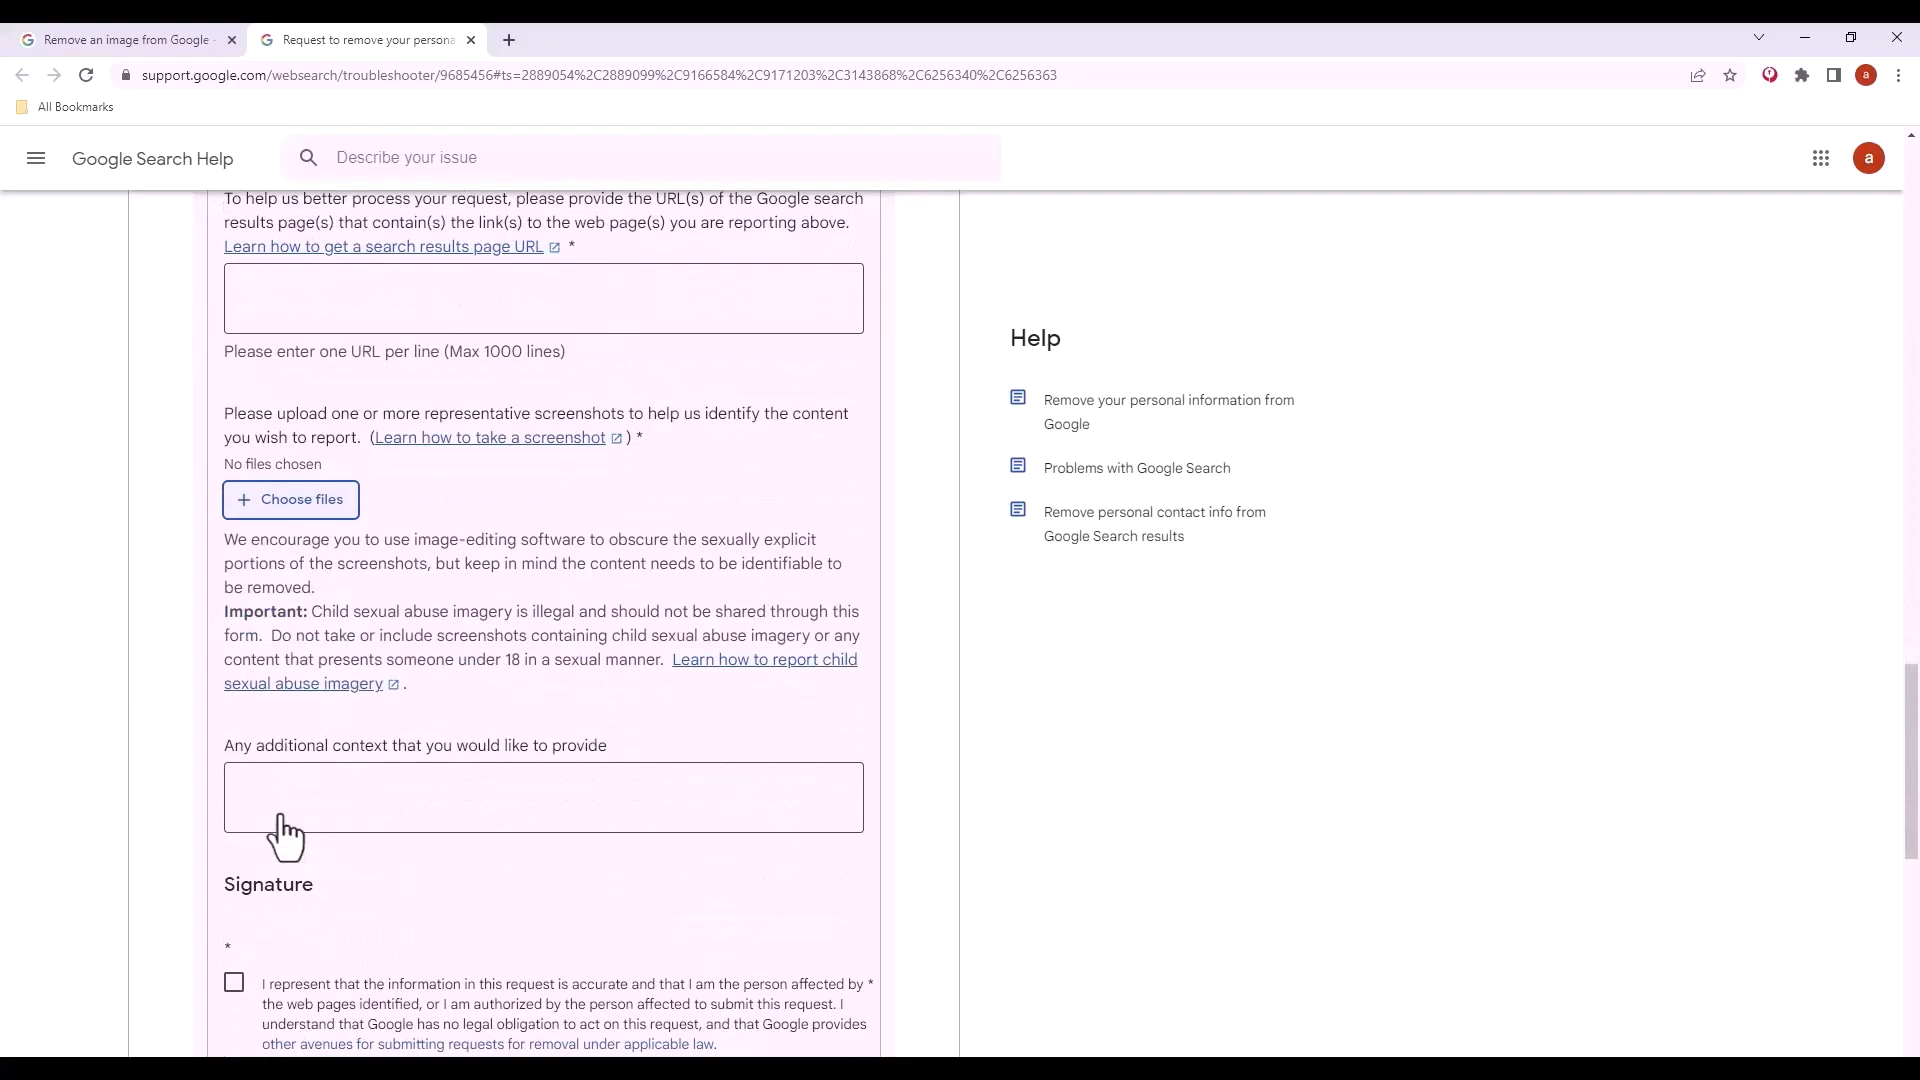 Remove an image from Google -
Request to remove your persona
support.google.com/websearch/troubleshooter/9685456#ts=2889054%2C2889099%2C9166584%2C9171203%2C3143868%2C6256340%2C6256363
a
All Bookmarks
Google Search Help
Describe your issue
a
To help us better process your request, please provide the URL(s) of the Google search
results page(s) that contain(s) the link(s) to the web page(s) you are reporting above.
Learn how to get a search results page URL *
Please enter one URL per line (Max 1000 lines)
Please upload one or more representative screenshots to help us identify the content
you wish to report. (Learn how to take a screenshot ) *
No files chosen
+ Choose files
We encourage you to use image-editing software to obscure the sexually explicit
portions of the screenshots, but keep in mind the content needs to be identifiable to
be removed.
Important: Child sexual abuse imagery is illegal and should not be shared through this
form. Do not take or include screenshots containing child sexual abuse imagery or any
content that presents someone under 18 in a sexual manner. Learn how to report child
sexual abuse imagery .
Any additional context that you would like to provide
Signature
*
I represent that the information in this request is accurate and that I am the person affected by *
the web pages identified, or I am authorized by the person affected to submit this request. I
understand that Google has no legal obligation to act on this request, and that Google provides
other avenues for submitting requests for removal under applicable law.
Help
Remove your personal information from
Google
Problems with Google Search
Remove personal contact info from
Google Search results